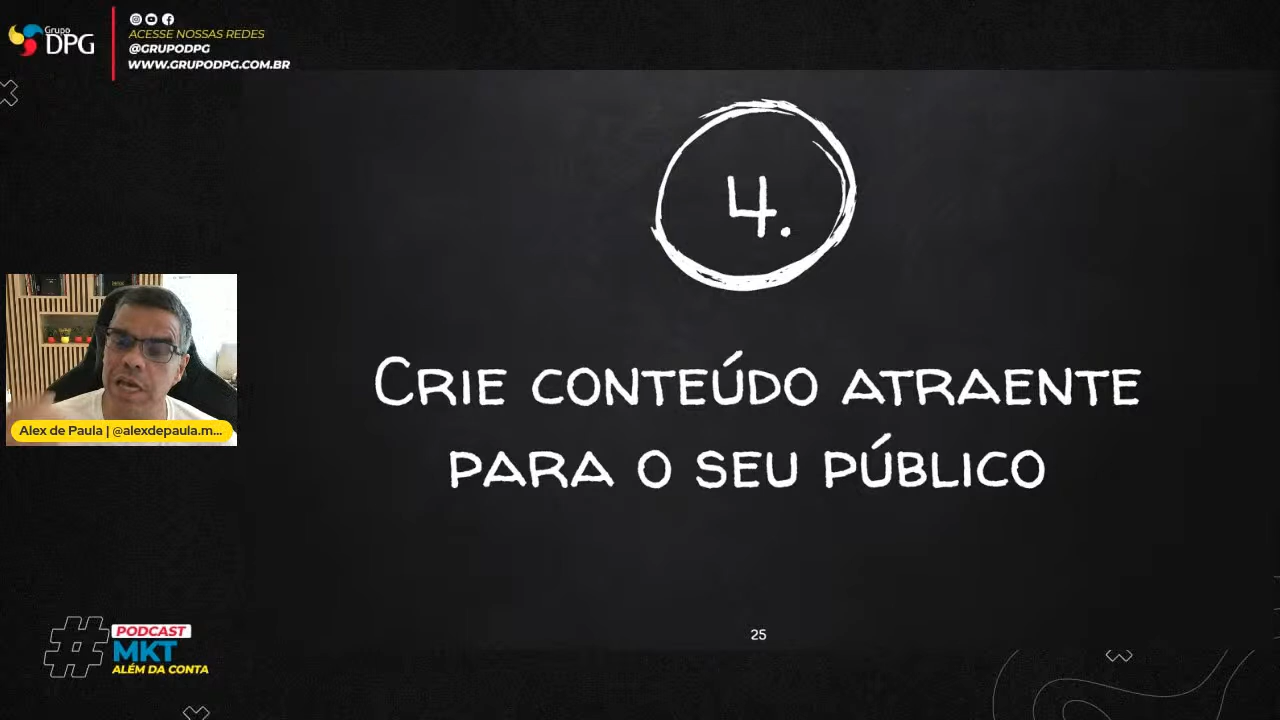 Grupo
DPG
ACESSE NOSSAS REDES
@GRUPODPG
WWW.GRUPODPG.COM.BR
4.
CRIE CONTEÚDO ATRAENTE
PARA O SEU PÚBLICO
Alex de Paula | @alexdepaula.m...
#
PODCAST
MKT
ALÉM DA CONTA
25